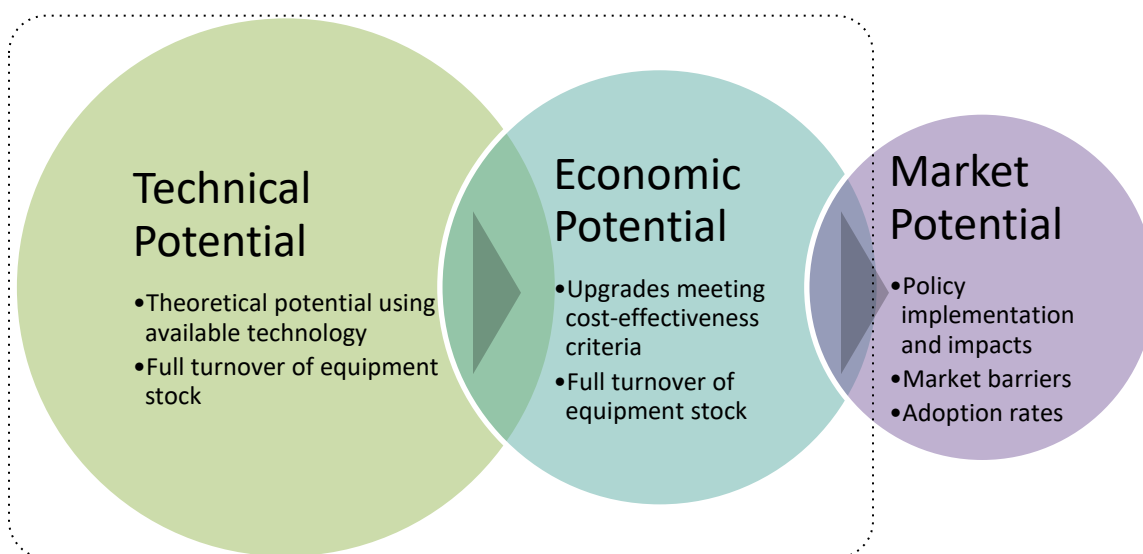 Technical
Potential
•Theoretical potential using
available technology
•Full turnover of equipment
stock
Economic
Potential
•Upgrades meeting
cost-effectiveness
criteria
•Full turnover of
equipment stock
Market
Potential
•Policy
implementation
and impacts
•Market barriers
•Adoption rates